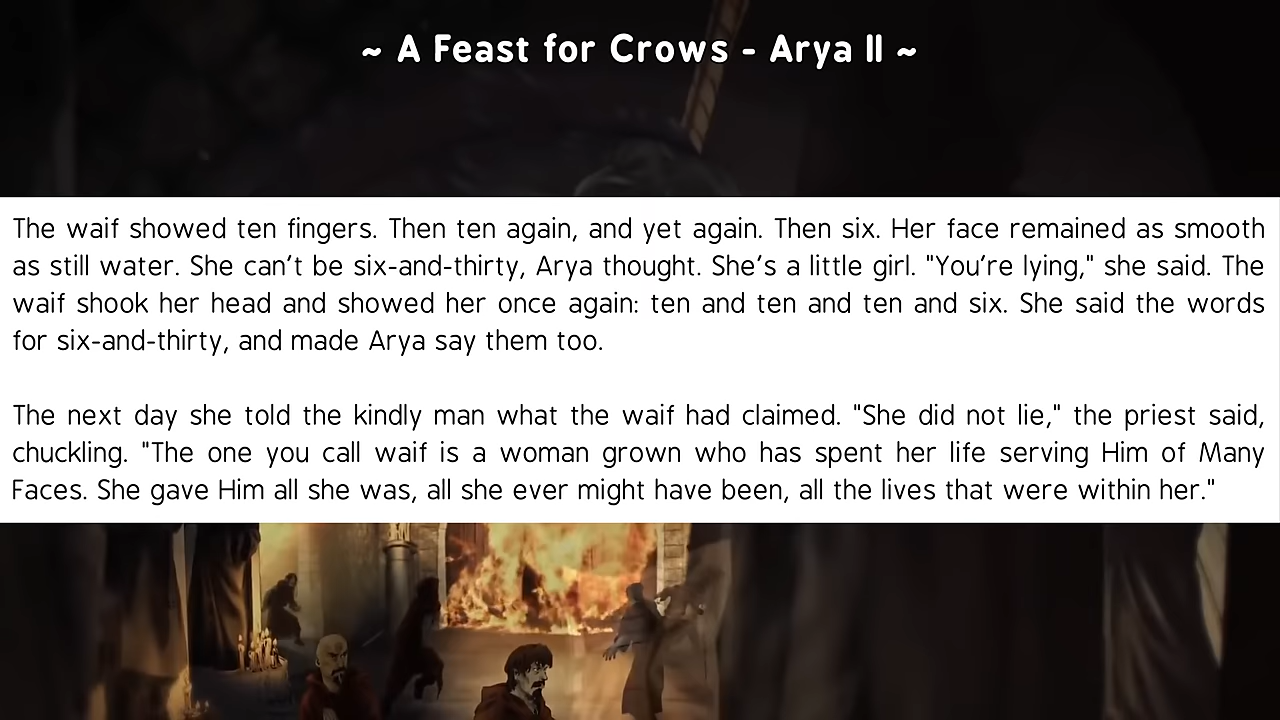 ~ A Feast for Crows - Arya II ~
The waif showed ten fingers. Then ten again, and yet again. Then six. Her face remained as smooth
as still water. She can't be six-and-thirty, Arya thought. She's a little girl. "You're lying," she said. The
waif shook her head and showed her once again: ten and ten and ten and six. She said the words
for six-and-thirty, and made Arya say them too.
The next day she told the kindly man what the waif had claimed. "She did not lie," the priest said,
chuckling. "The one you call waif is a woman grown who has spent her life serving Him of Many
Faces. She gave Him all she was, all she ever might have been, all the lives that were within her."